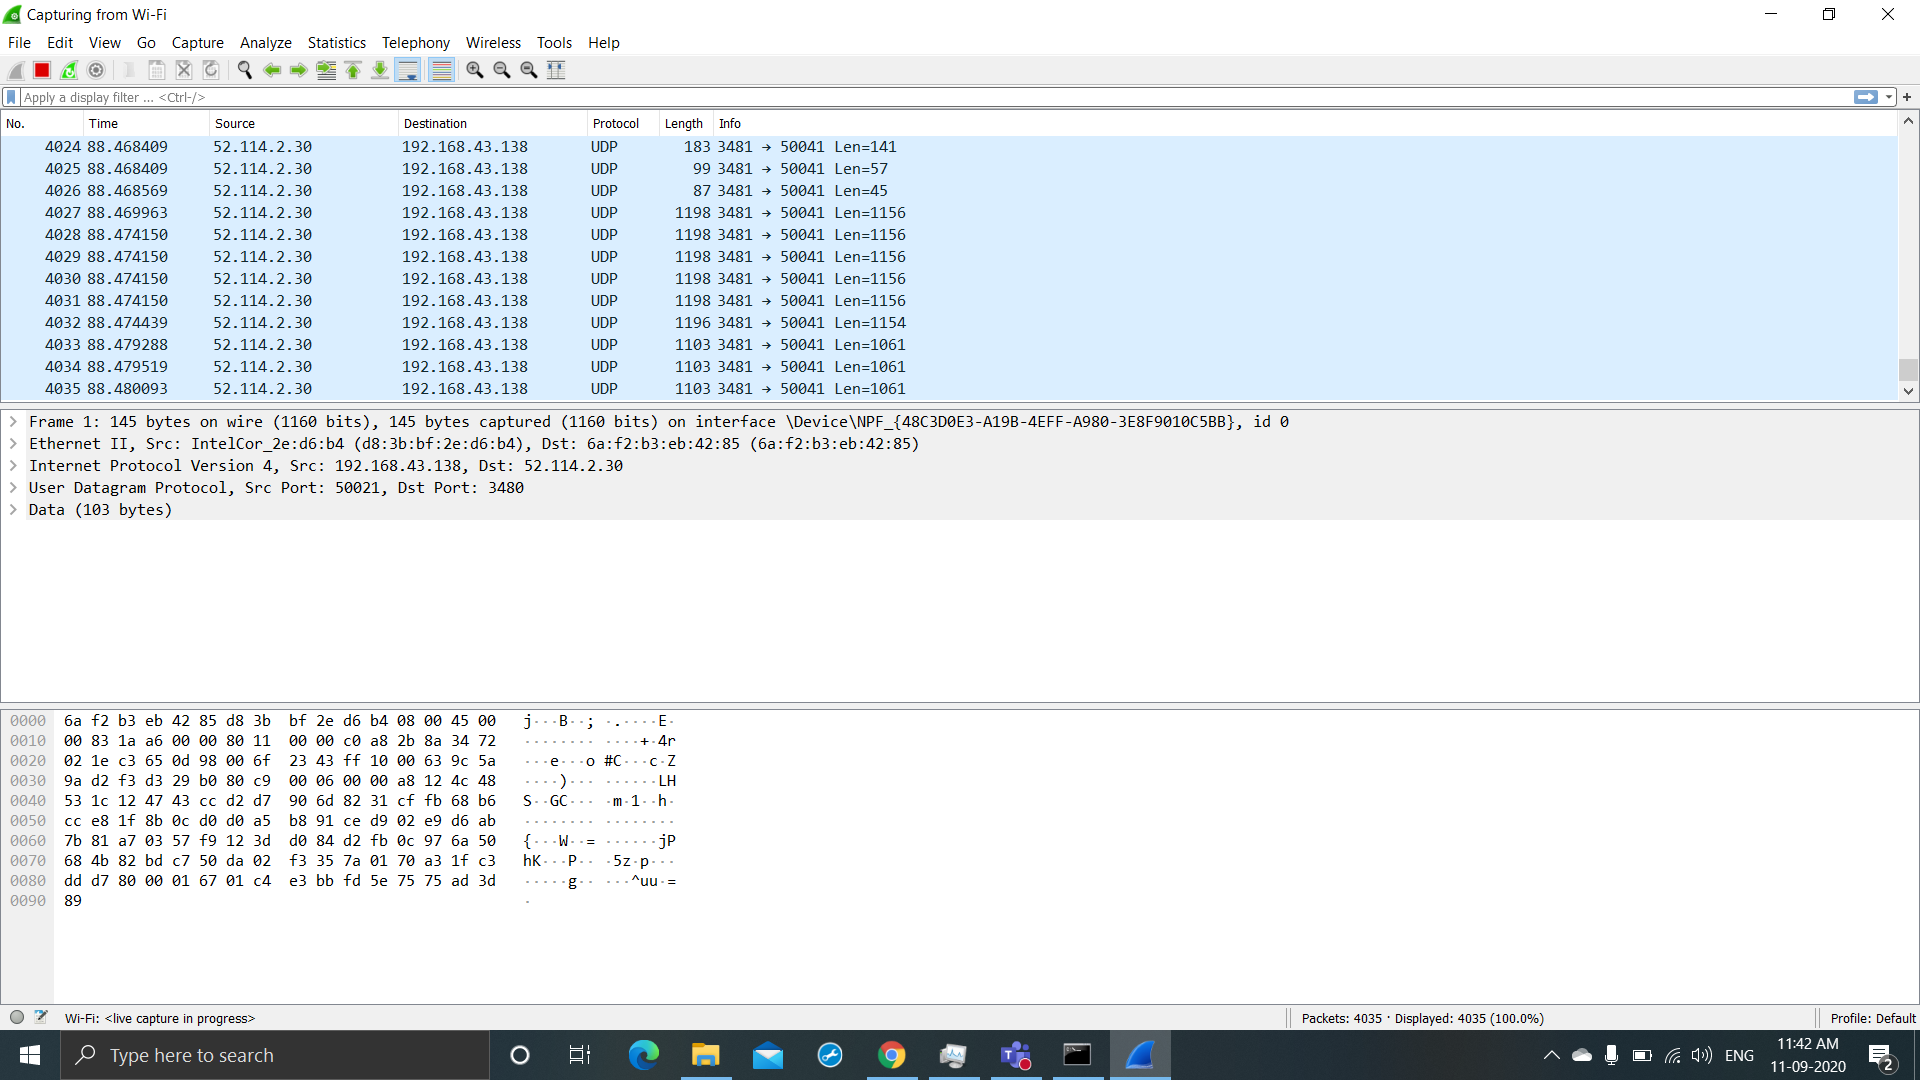 Capturing from Wi-Fi
File Edit View Go Capture Analyze Statistics Telephony Wireless Tools Help
Apply a display filter ... <Ctrl-/>
No. Time Source Destination Protocol Length Info
4024 88.468409 52.114.2.30 192.168.43.138 UDP 183 3481 → 50041 Len=141
4025 88.468409 52.114.2.30 192.168.43.138 UDP 99 3481 → 50041 Len=57
4026 88.468569 52.114.2.30 192.168.43.138 UDP 87 3481 → 50041 Len=45
4027 88.469963 52.114.2.30 192.168.43.138 UDP 1198 3481 → 50041 Len=1156
4028 88.474150 52.114.2.30 192.168.43.138 UDP 1198 3481 → 50041 Len=1156
4029 88.474150 52.114.2.30 192.168.43.138 UDP 1198 3481 → 50041 Len=1156
4030 88.474150 52.114.2.30 192.168.43.138 UDP 1198 3481 → 50041 Len=1156
4031 88.474150 52.114.2.30 192.168.43.138 UDP 1198 3481 → 50041 Len=1156
4032 88.474439 52.114.2.30 192.168.43.138 UDP 1196 3481 → 50041 Len=1154
4033 88.479288 52.114.2.30 192.168.43.138 UDP 1103 3481 → 50041 Len=1061
4034 88.479519 52.114.2.30 192.168.43.138 UDP 1103 3481 → 50041 Len=1061
4035 88.480093 52.114.2.30 192.168.43.138 UDP 1103 3481 → 50041 Len=1061
Frame 1: 145 bytes on wire (1160 bits), 145 bytes captured (1160 bits) on interface \Device\NPF_{48C3D0E3-A19B-4EFF-A980-3E8F9010C5BB}, id 0
Ethernet II, Src: IntelCor_2e:d6:b4 (d8:3b:bf:2e:d6:b4), Dst: 6a:f2:b3:eb:42:85 (6a:f2:b3:eb:42:85)
Internet Protocol Version 4, Src: 192.168.43.138, Dst: 52.114.2.30
User Datagram Protocol, Src Port: 50021, Dst Port: 3480
Data (103 bytes)
0000 6a f2 b3 eb 42 85 d8 3b bf 2e d6 b4 08 00 45 00 j···B··; ·.····E·
0010 00 83 1a a6 00 00 80 11 00 00 c0 a8 2b 8a 34 72 ········ ····+·4r
0020 02 1e c3 65 0d 98 00 6f 23 43 ff 10 00 63 9c 5a ···e···o #C···c·Z
0030 9a d2 f3 d3 29 b0 80 c9 00 06 00 00 a8 12 4c 48 ····)··· ······LH
0040 53 1c 12 47 43 cc d2 d7 90 6d 82 31 cf fb 68 b6 S··GC··· ·m·1··h·
0050 cc e8 1f 8b 0c d0 d0 a5 b8 91 ce d9 02 e9 d6 ab ········ ········
0060 7b 81 a7 03 57 f9 12 3d d0 84 d2 fb 0c 97 6a 50 {···W··= ······jP
0070 68 4b 82 bd c7 50 da 02 f3 35 7a 01 70 a3 1f c3 hK···P·· ·5z·p···
0080 dd d7 80 00 01 67 01 c4 e3 bb fd 5e 75 75 ad 3d ·····g·· ···^uu·=
0090 89 ·
Wi-Fi: <live capture in progress> Packets: 4035 · Displayed: 4035 (100.0%) Profile: Default
Type here to search
ENG
11:42 AM
11-09-2020
2